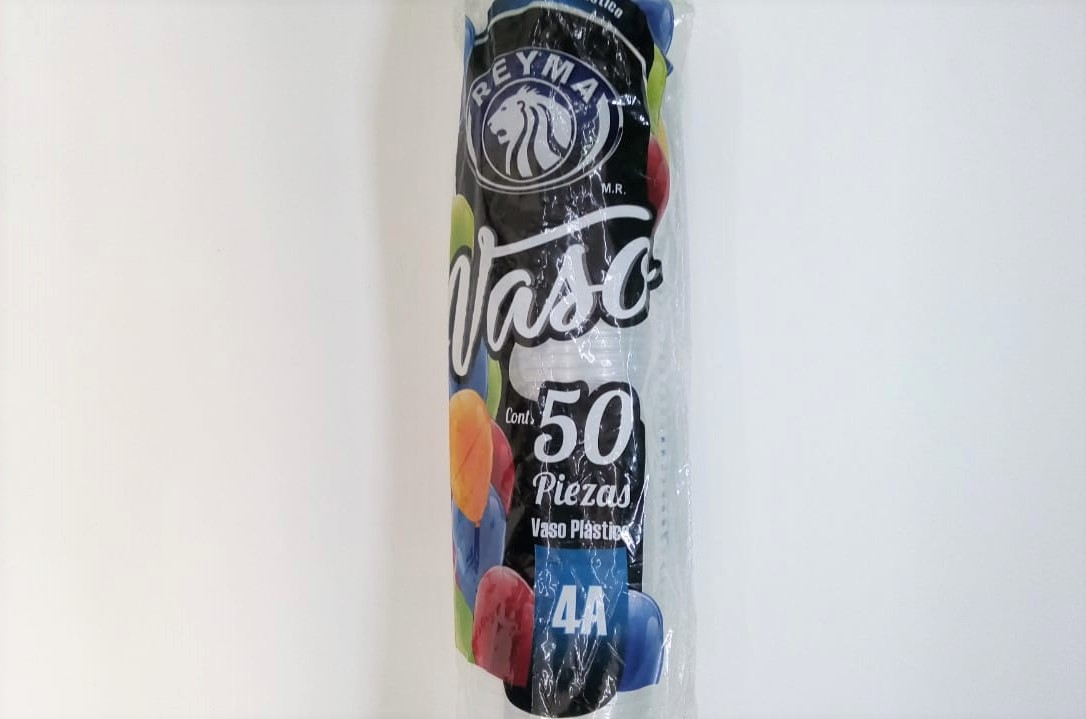 REYMA
M.R.
Vaso
Cont.
50
Piezas
Vaso Plástico
4A